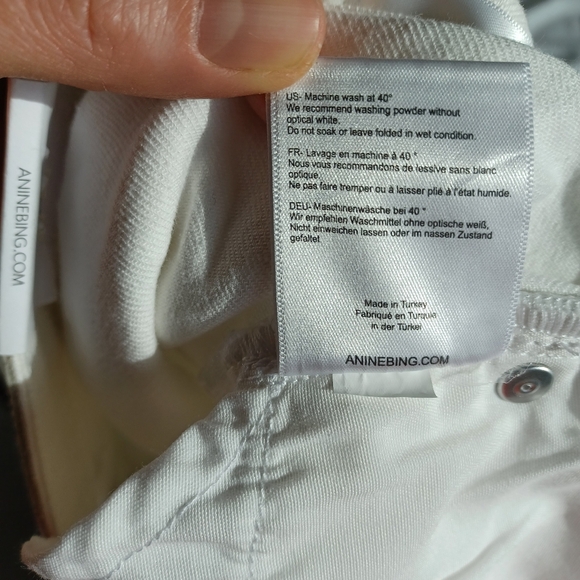 US- Machine wash at 40°
We recommend washing powder without
optical white.
Do not soak or leave folded in wet condition.
FR- Lavage en machine à 40 °
Nous vous recommandons de lessive sans blanc
optique.
Ne pas faire tremper ou à laisser plié à l'état humide.
DEU- Maschinenwäsche bei 40 °
Wir empfehlen Waschmittel ohne optische weiß,
Nicht einweichen lassen oder im nassen Zustand
gefaltet
Made in Turkey
Fabriqué en Turquie
in der Türkei
ANINEBING.COM
ANINEBING.COM